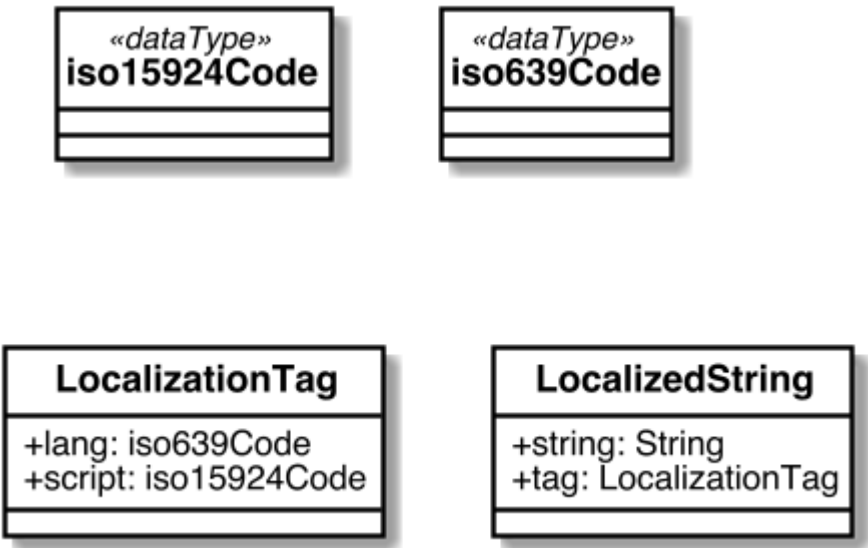 «dataType»
iso15924Code
«dataType»
iso639Code
LocalizationTag
+lang: iso639Code
+script: iso15924Code
LocalizedString
+string: String
+tag: LocalizationTag